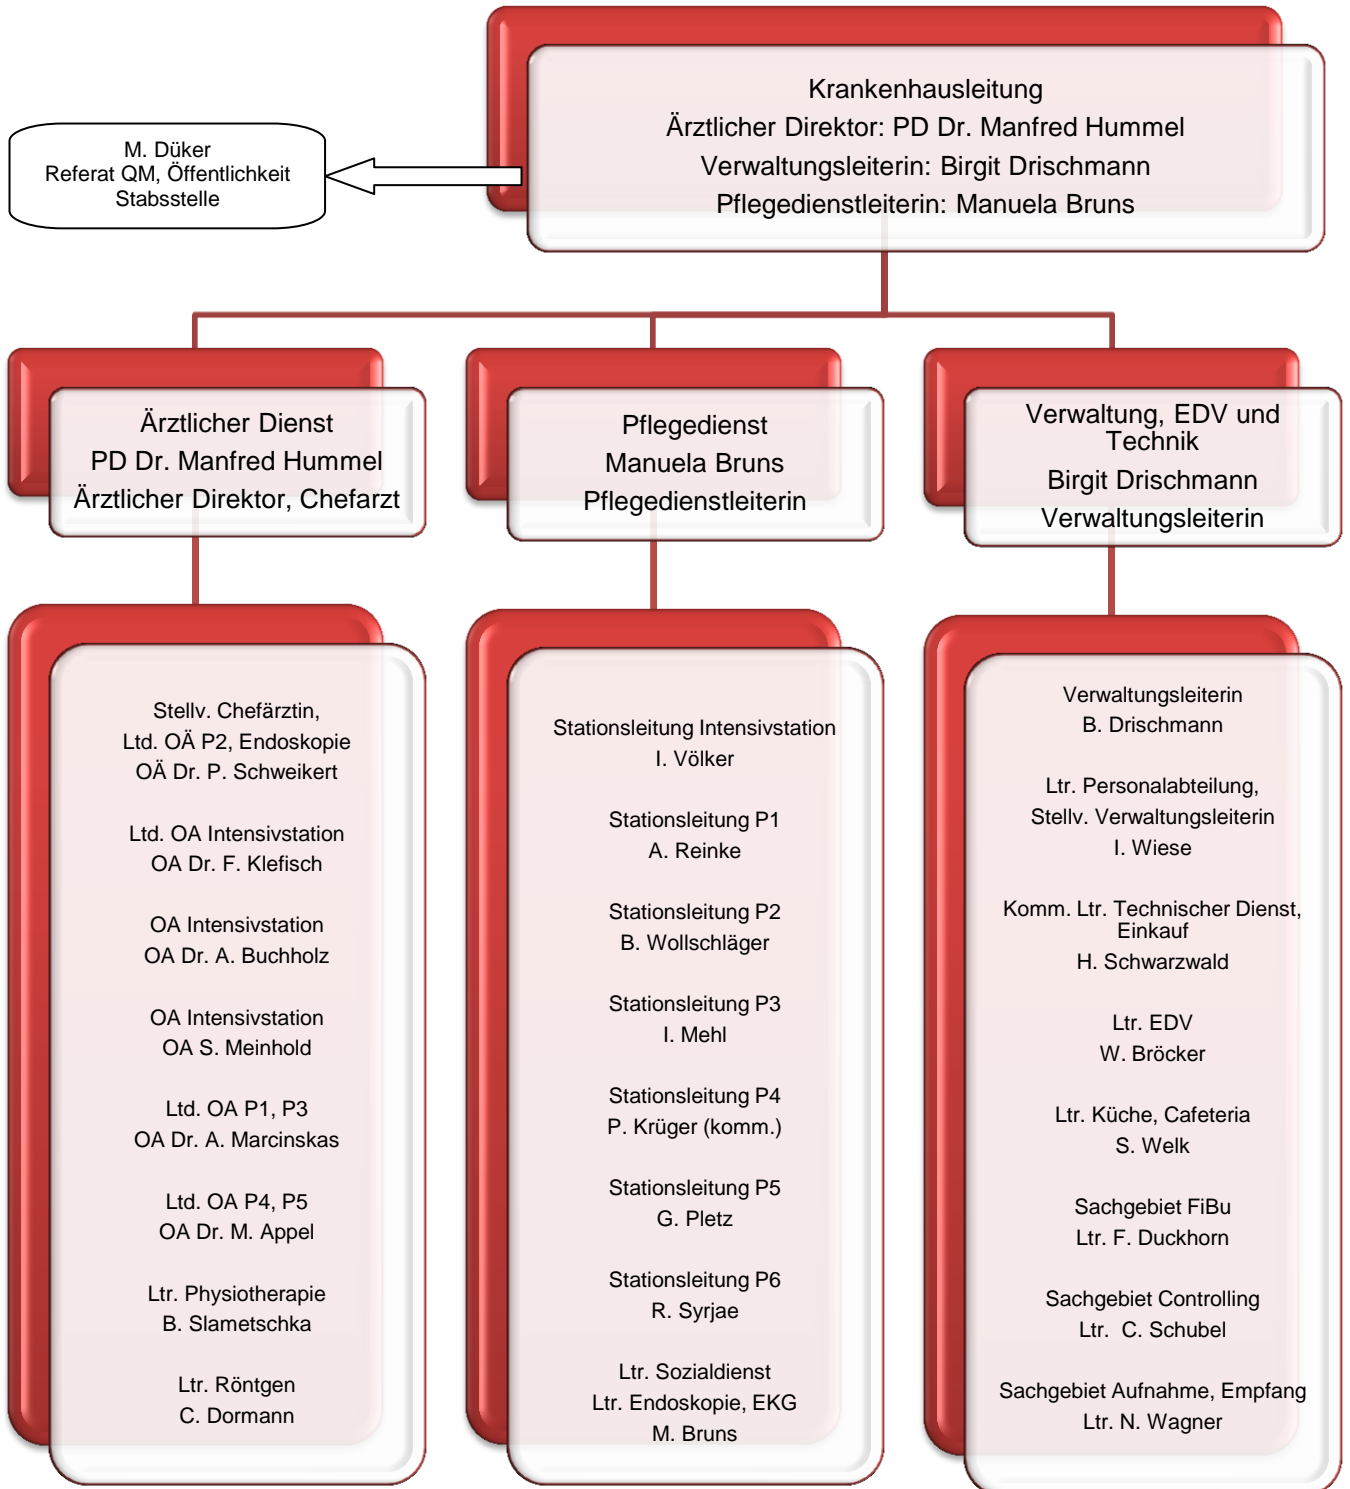 Krankenhausleitung
Ärztlicher Direktor: PD Dr. Manfred Hummel
Verwaltungsleiterin: Birgit Drischmann
Pflegedienstleiterin: Manuela Bruns
M. Düker
Referat QM, Öffentlichkeit
Stabsstelle
Ärztlicher Dienst
PD Dr. Manfred Hummel
Ärztlicher Direktor, Chefarzt
Pflegedienst
Manuela Bruns
Pflegedienstleiterin
Verwaltung, EDV und
Technik
Birgit Drischmann
Verwaltungsleiterin
Stellv. Chefärztin,
Ltd. OÄ P2, Endoskopie
OÄ Dr. P. Schweikert
Ltd. OA Intensivstation
OA Dr. F. Klefisch
OA Intensivstation
OA Dr. A. Buchholz
OA Intensivstation
OA S. Meinhold
Ltd. OA P1, P3
OA Dr. A. Marcinskas
Ltd. OA P4, P5
OA Dr. M. Appel
Ltr. Physiotherapie
B. Slametschka
Ltr. Röntgen
C. Dormann
Stationsleitung Intensivstation
I. Völker
Stationsleitung P1
A. Reinke
Stationsleitung P2
B. Wollschläger
Stationsleitung P3
I. Mehl
Stationsleitung P4
P. Krüger (komm.)
Stationsleitung P5
G. Pletz
Stationsleitung P6
R. Syrjae
Ltr. Sozialdienst
Ltr. Endoskopie, EKG
M. Bruns
Verwaltungsleiterin
B. Drischmann
Ltr. Personalabteilung,
Stellv. Verwaltungsleiterin
I. Wiese
Komm. Ltr. Technischer Dienst,
Einkauf
H. Schwarzwald
Ltr. EDV
W. Bröcker
Ltr. Küche, Cafeteria
S. Welk
Sachgebiet FiBu
Ltr. F. Duckhorn
Sachgebiet Controlling
Ltr. C. Schubel
Sachgebiet Aufnahme, Empfang
Ltr. N. Wagner